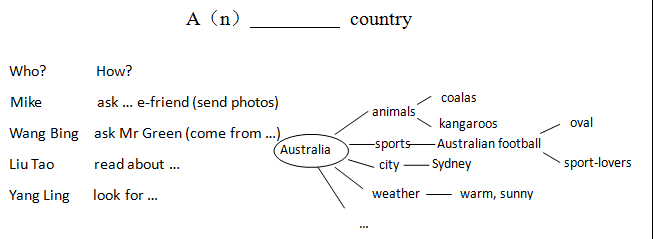 A（n）_________ country
Who? How?
Mike ask … e-friend (send photos)
Wang Bing ask Mr Green (come from …)
Liu Tao read about …
Yang Ling look for …
Australia
animals
coalas
kangaroos
sports
Australian football
oval
sport-lovers
city
Sydney
weather
warm, sunny
…